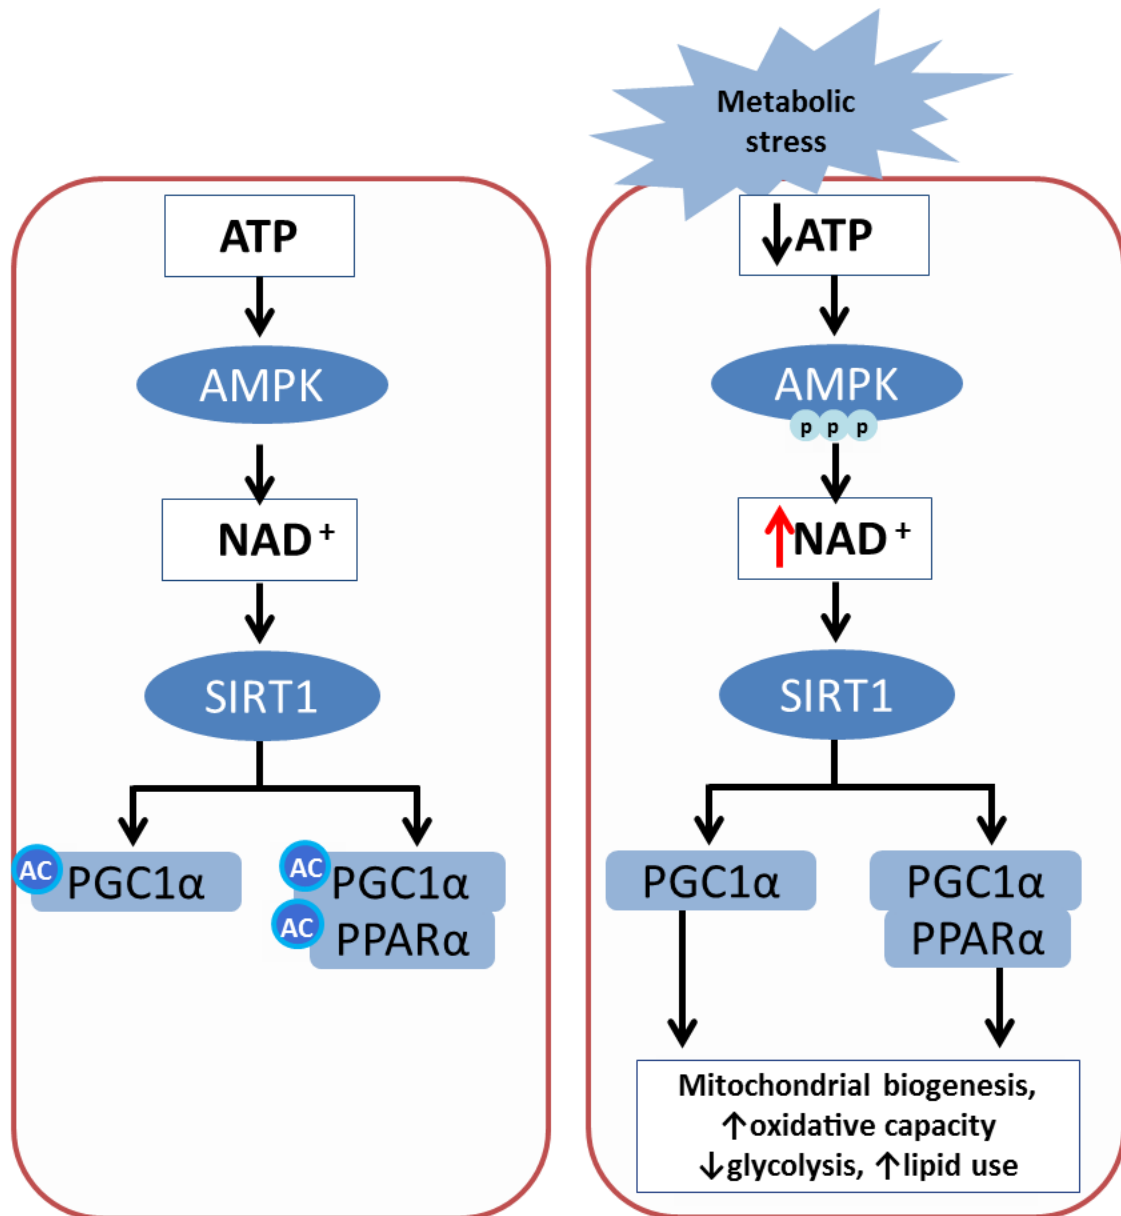 ATP
AMPK
NAD+
SIRT1
AC PGC1α
AC PGC1α
AC PPARα
Metabolic
stress
↓ATP
AMPK
p p p
↑NAD+
SIRT1
PGC1α
PGC1α
PPARα
Mitochondrial biogenesis,
↑oxidative capacity
↓glycolysis, ↑lipid use